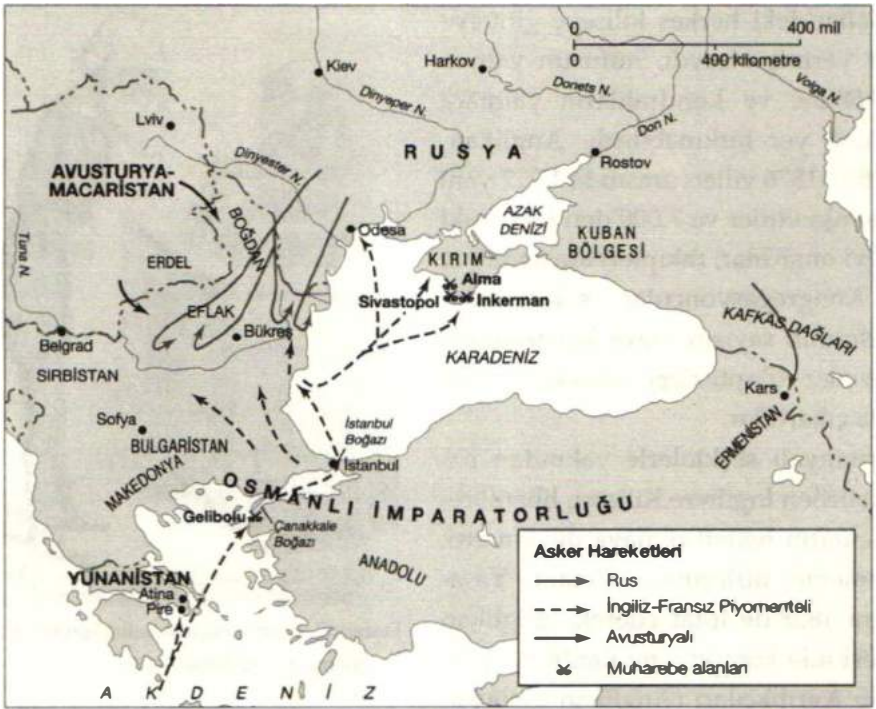 0 400 mil
400 kilometre
Kiev
Harkov
Volga N.
Donets N.
Dinyeper N.
Lviv
Don N.
Dinyester N.
RUSYA
Rostov
AVUSTURYA-
MACARİSTAN
BOĞDAN
Odesa
AZAK
DENİZİ
KUBAN
BÖLGESİ
Tuna N.
ERDEL
KIRIM
Alma
Sivastopol
Inkerman
EFLAK
Bükreş
KAFKAS DAĞLARI
Belgrad
KARADENİZ
SIRBİSTAN
Kars
Sofya
İstanbul
Boğazı
ERMENİSTAN
BULGARİSTAN
MAKEDONYA
İstanbul
OSMANLI İMPARATORLUĞU
Gelibolu
Çanakkale
Boğazı
ANADOLU
YUNANİSTAN
Atina
Pire
AKDENİZ
Asker Hareketleri
Rus
İngiliz-Fransız Piyomenteli
Avusturyalı
Muharebe alanları